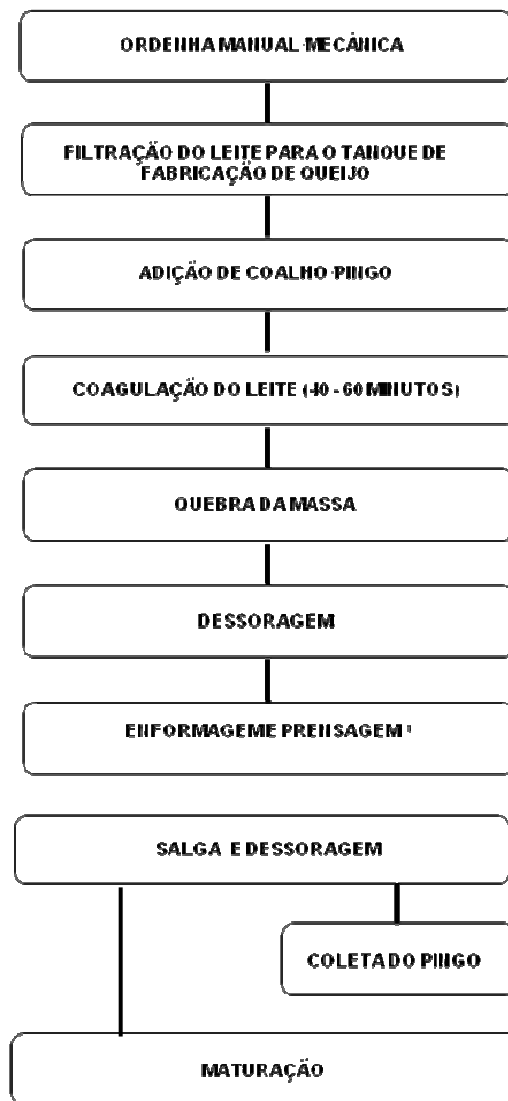 ORDENHA MANUAL-MECÂNICA
FILTRAÇÃO DO LEITE PARA O TANQUE DE
FABRICAÇÃO DE QUEIJO
ADIÇÃO DE COALHO-PINGO
COAGULAÇÃO DO LEITE (40 - 60 MINUTOS)
QUEBRA DA MASSA
DESSORAGEM
ENFORMAGEM E PRENSAGEM ¹
SALGA E DESSORAGEM
COLETA DO PINGO
MATURAÇÃO